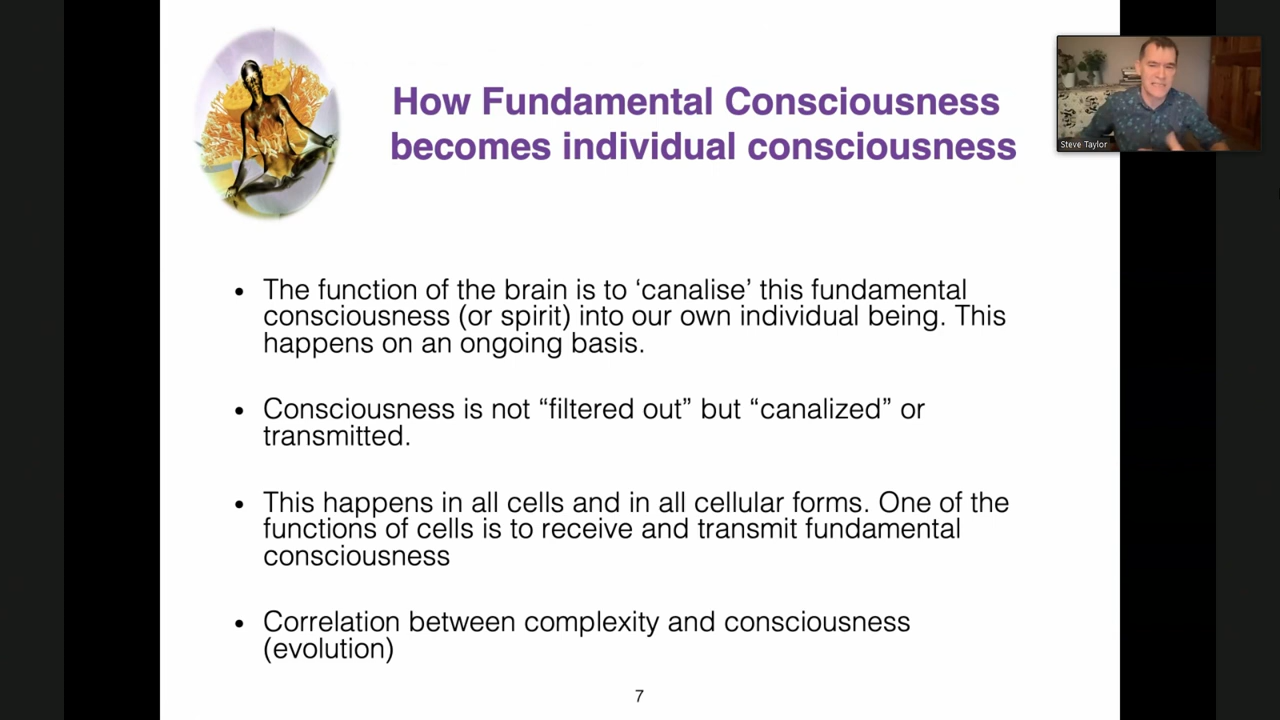 How Fundamental Consciousness
becomes individual consciousness
Steve Taylor
• The function of the brain is to ‘canalise’ this fundamental
consciousness (or spirit) into our own individual being. This
happens on an ongoing basis.
• Consciousness is not “filtered out” but “canalized” or
transmitted.
• This happens in all cells and in all cellular forms. One of the
functions of cells is to receive and transmit fundamental
consciousness
• Correlation between complexity and consciousness
(evolution)
7